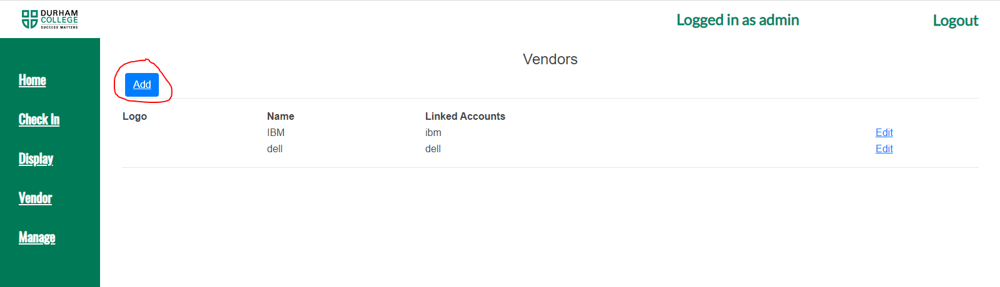 DURHAM
COLLEGE
SUCCESS MATTERS
Logged in as admin
Logout
Home
Check In
Display
Vendor
Manage
Vendors
Add
Logo Name Linked Accounts
IBM ibm Edit
dell dell Edit